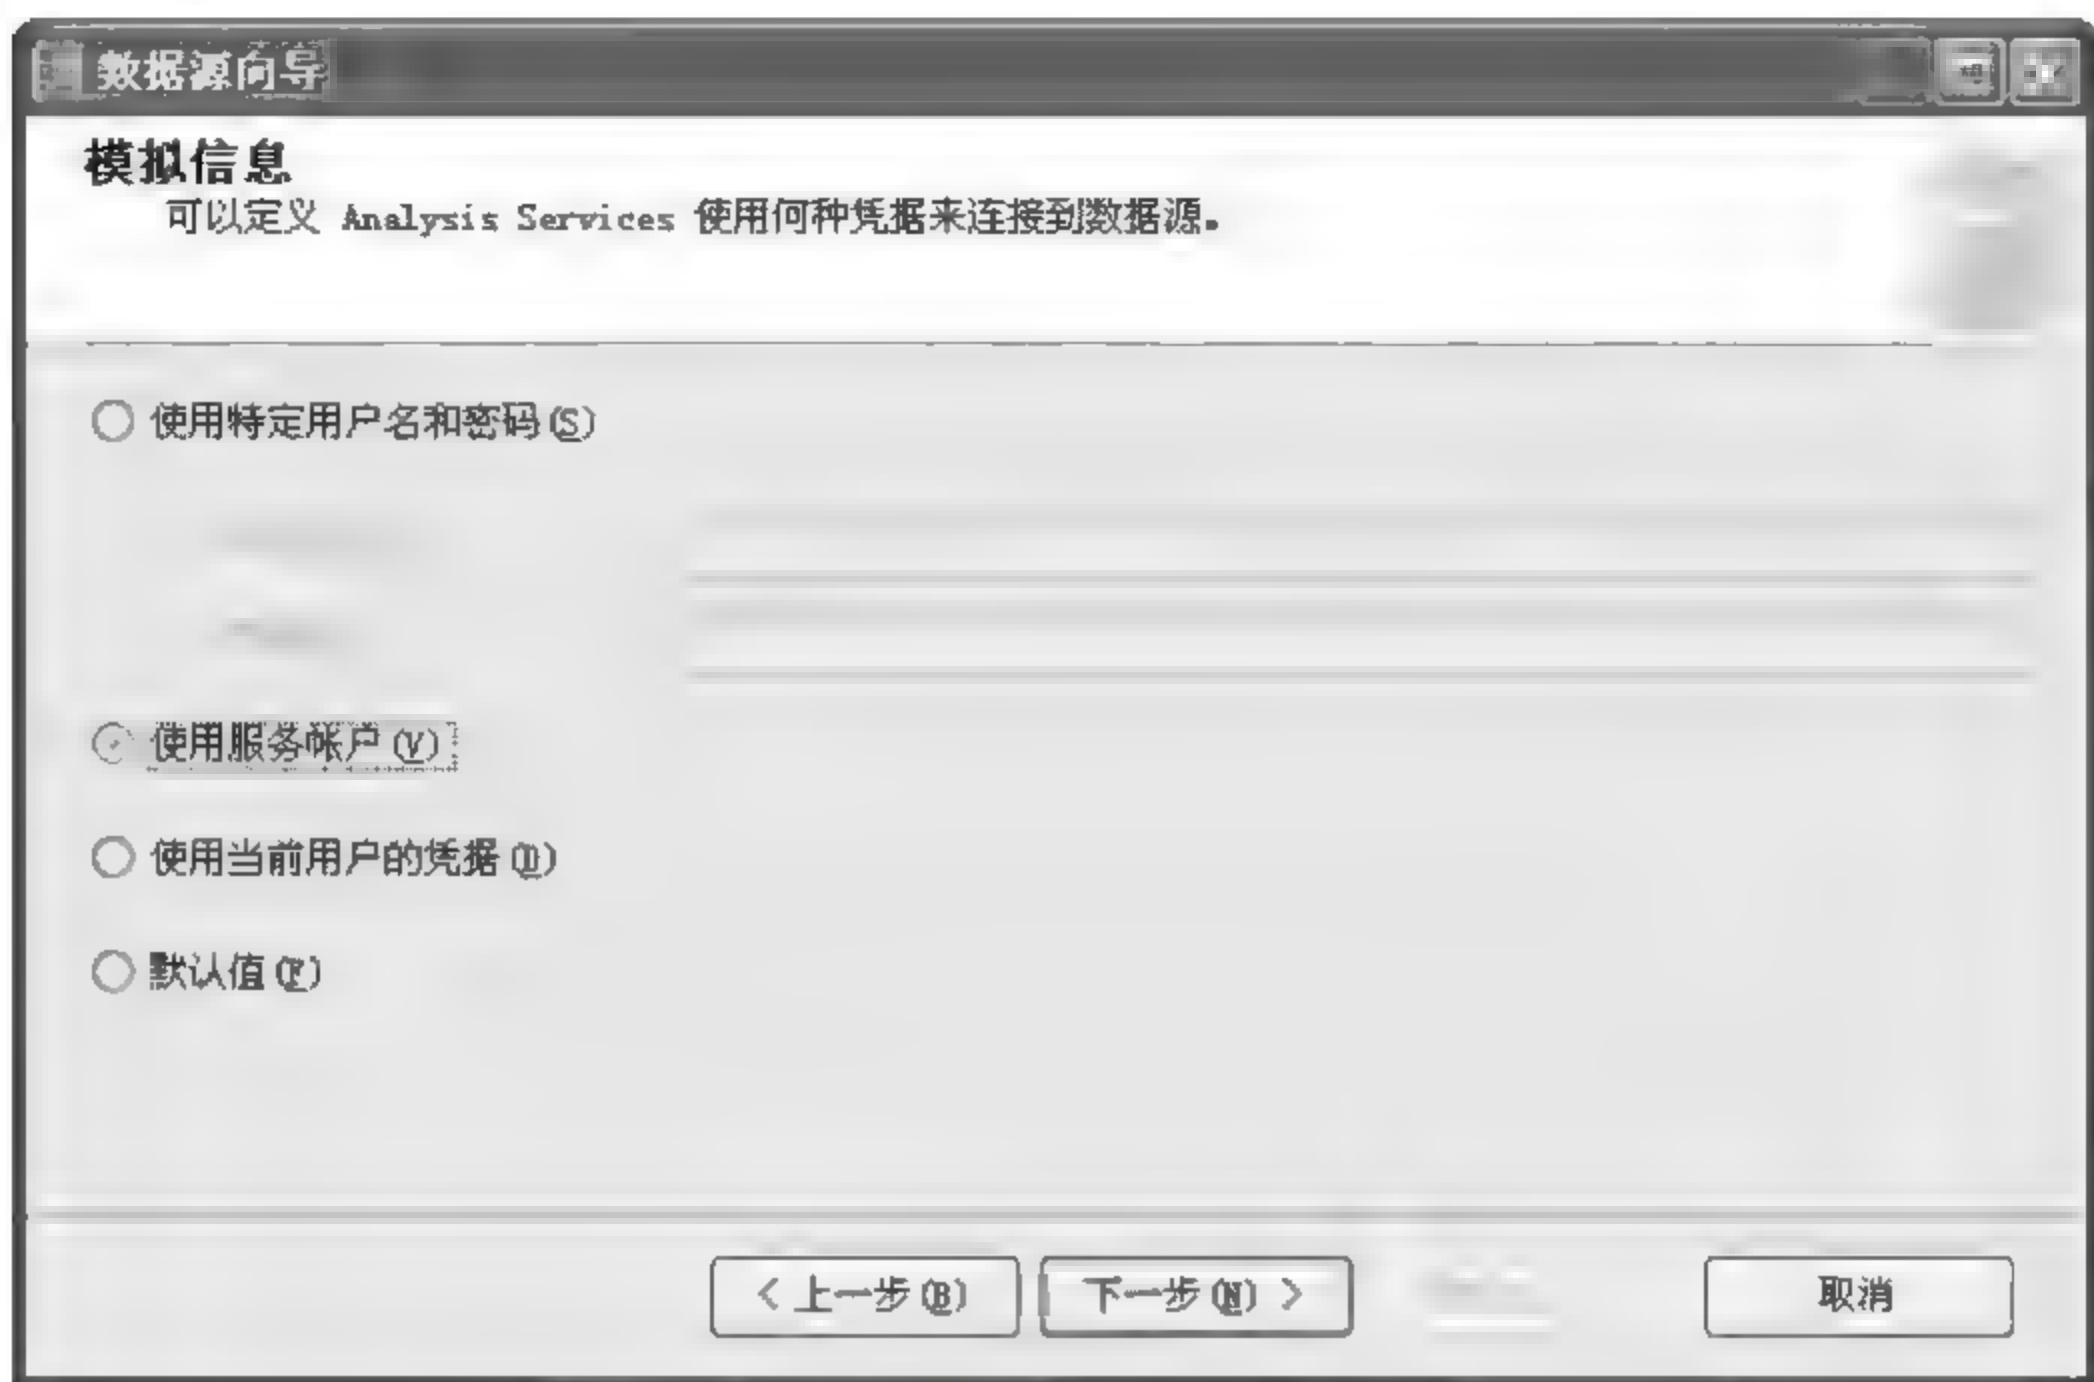 数据源向导
模拟信息
可以定义 Analysis Services 使用何种凭据来连接到数据源。
使用特定用户名和密码(S)
使用服务帐户(V)
使用当前用户的凭据
默认值
< 上一步(B)
下一步(N) >
取消